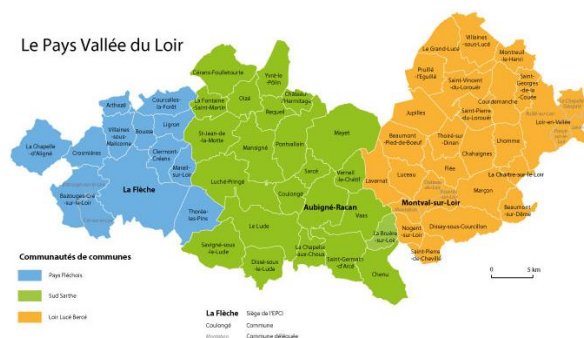 Le Pays Vallée du Loir
Villaines
-sous-Lucé
La Grand-Lucé
Montreuil
-le-Henri
Pruillé
-l'Eguillé
Saint-Vincent
-du-Lorouër
Saint-
Georges
-de-la
-Couée
Cérans-Foulletourte
Yvré-le
-Pôlin
Château-
l'Hermitage
La Fontaine
Saint-Martin
Oizé
Requeil
Courcelles-
la-Forêt
Arthezé
Ligron
Villaines
-sous-
Malicorne
Bousse
Clermont-
Créans
Mareil-
sur-Loir
La Chapelle
d'Aligné
Crosmières
La Flèche
Bazouges-Cré
-sur-le-Loir
Thorée-
les-Pins
St-Jean-de
la-Motte
Mansigné
Pontvallain
Mayet
Luché-Pringé
Coulongé
Sarcé
Verneil-
le-Chétif
Aubigné-Racan
Vaas
Le Lude
Savigné-sous
-le-Lude
Dissé-sous
-le-Lude
La Chapelle
-aux-Choux
Saint-Germain
-d'Arcé
La Bruère
-sur-Loir
Chenu
Jupilles
Courdemanche
Saint-Pierre
-du-Lorouër
Beaumont
-Pied-de-Boeuf
Thoiré-sur
-Dinan
Chahaignes
Lhomme
Loir-en-Vallée
Lavernat
Luceau
Flée
La Chartre-sur-le-Loir
Marçon
Montval-sur-Loir
Beaumont
-sur-Dême
Nogent
-sur-Loir
Dissay-sous-Courcillon
Saint-Pierre
-de-Chevillé
Communautés de communes
Pays Fléchois
Sud Sarthe
Loir Lucé Bercé
La Flèche Siège de l'EPCI
Coulongé Commune
Commune déléguée
0 5 km